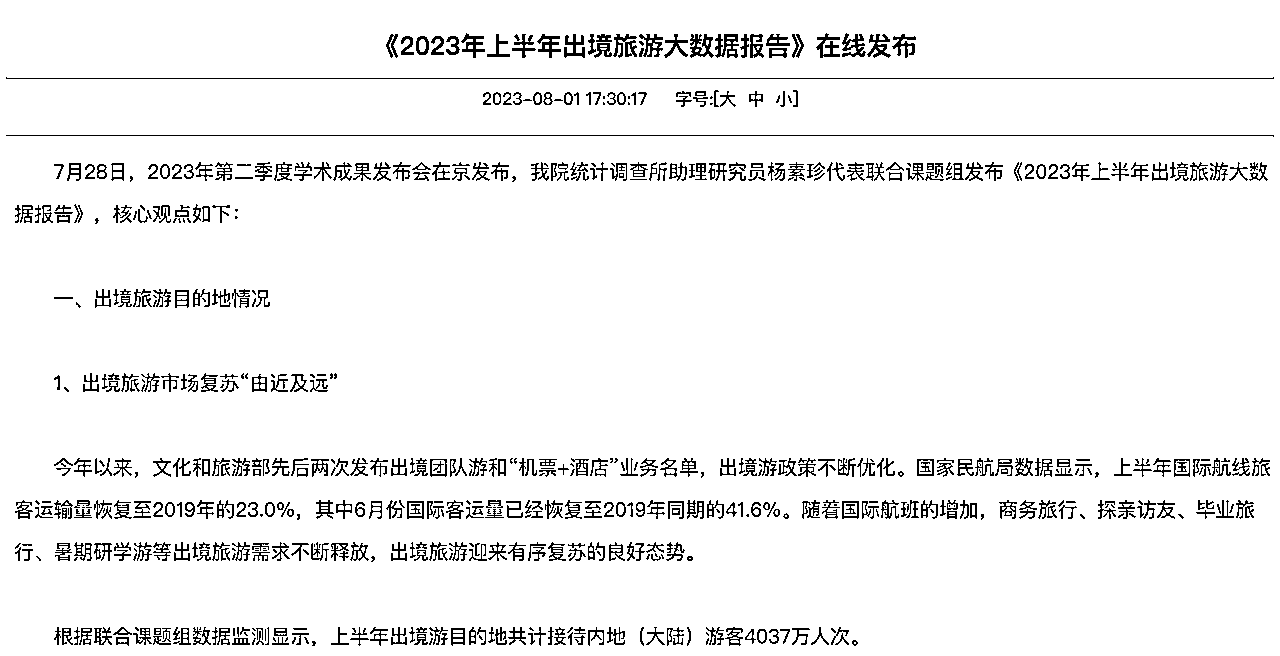 《2023年上半年出境旅游大数据报告》在线发布
2023-08-01 17:30:17 字号:[大 中 小]
7月28日，2023年第二季度学术成果发布会在京发布，我院统计调查所助理研究员杨素珍代表联合课题组发布《2023年上半年出境旅游大数
据报告》，核心观点如下：
一、出境旅游目的地情况
1、出境旅游市场复苏“由近及远”
今年以来，文化和旅游部先后两次发布出境团队游和“机票+酒店”业务名单，出境游政策不断优化。国家民航局数据显示，上半年国际航线旅
客运输量恢复至2019年的23.0%，其中6月份国际客运量已经恢复至2019年同期的41.6%。随着国际航班的增加，商务旅行、探亲访友、毕业旅
行、暑期研学游等出境旅游需求不断释放，出境旅游迎来有序复苏的良好态势。
根据联合课题组数据监测显示，上半年出境游目的地共计接待内地（大陆）游客4037万人次。